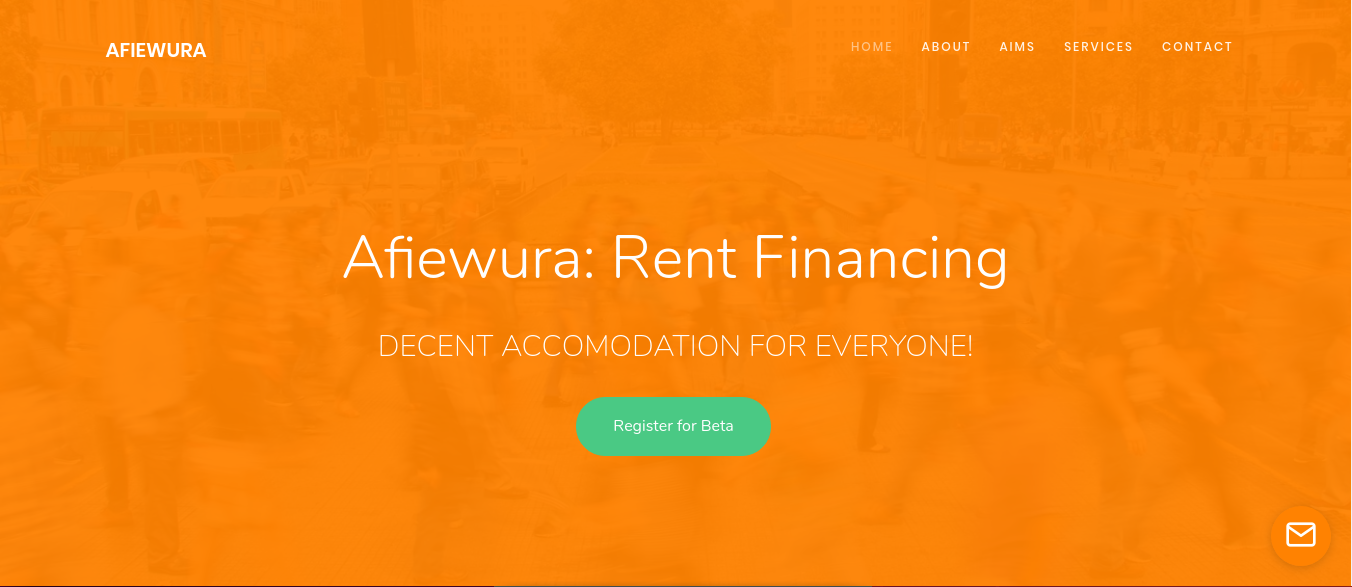 AFIEWURA
HOME ABOUT AIMS SERVICES CONTACT
Afiewura: Rent Financing
DECENT ACCOMODATION FOR EVERYONE!
Register for Beta